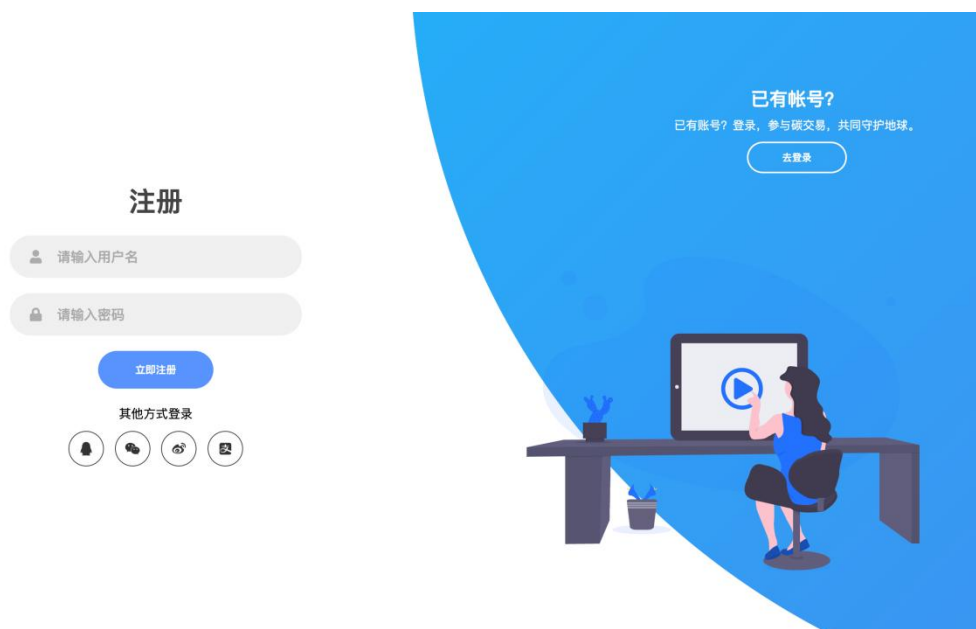 已有帐号?
已有账号?登录，参与碳交易，共同守护地球。
去登录
注册
请输入用户名
请输入密码
立即注册
其他方式登录